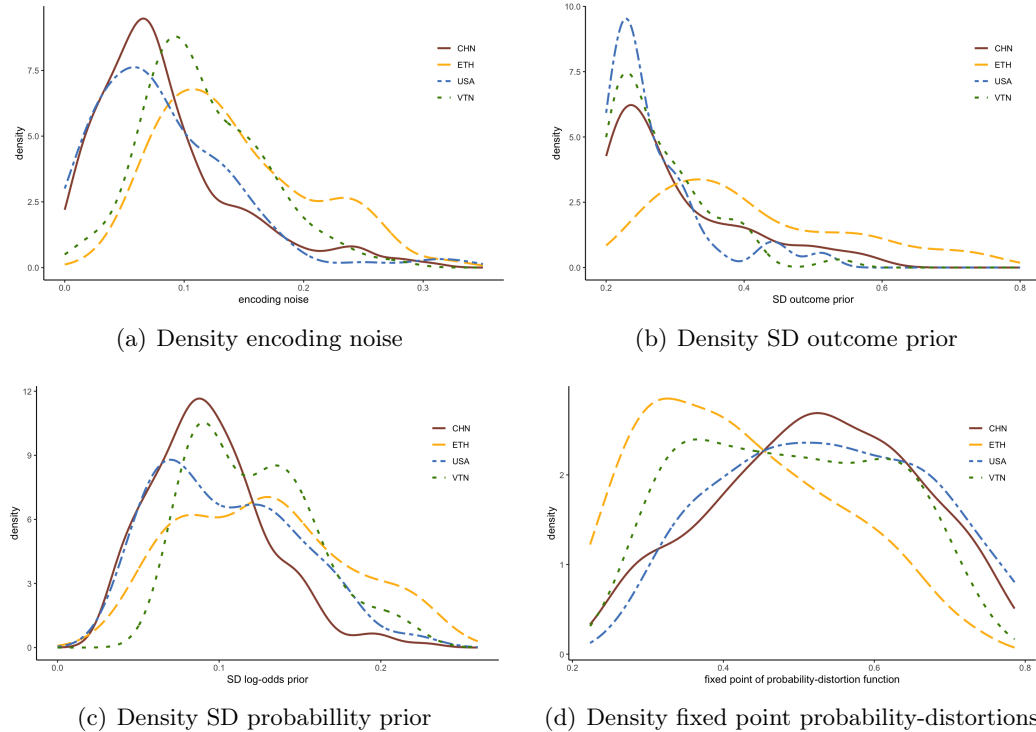 7.5
5.0
2.5
0.0
density
0.0
0.1
0.2
0.3
encoding noise
CHN
ETH
USA
VTN
(a) Density encoding noise
10.0
7.5
5.0
2.5
0.0
density
0.2
0.4
0.6
0.8
SD outcome prior
CHN
ETH
USA
VTN
(b) Density SD outcome prior
12
9
6
3
0
density
0.0
0.1
0.2
SD log-odds prior
CHN
ETH
USA
VTN
(c) Density SD probabillity prior
2
1
0
density
0.2
0.4
0.6
0.8
fixed point of probability-distortion function
CHN
ETH
USA
VTN
(d) Density fixed point probability-distortions